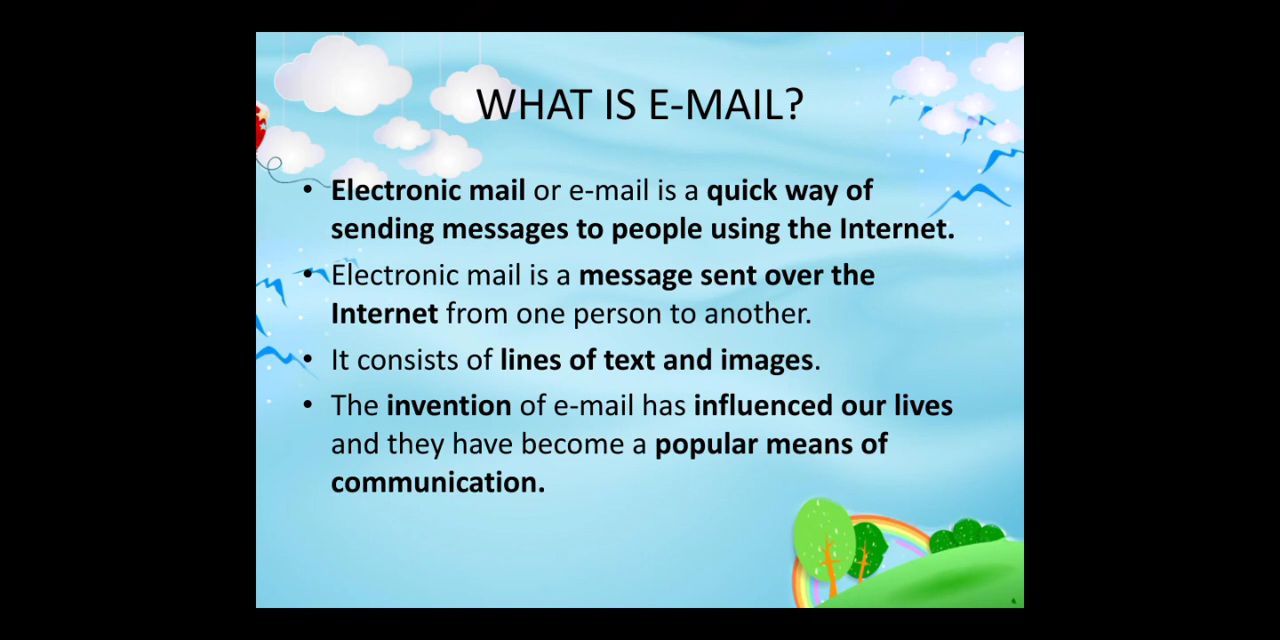 WHAT IS E-MAIL?
• Electronic mail or e-mail is a quick way of
sending messages to people using the Internet.
• Electronic mail is a message sent over the
Internet from one person to another.
• It consists of lines of text and images.
• The invention of e-mail has influenced our lives
and they have become a popular means of
communication.